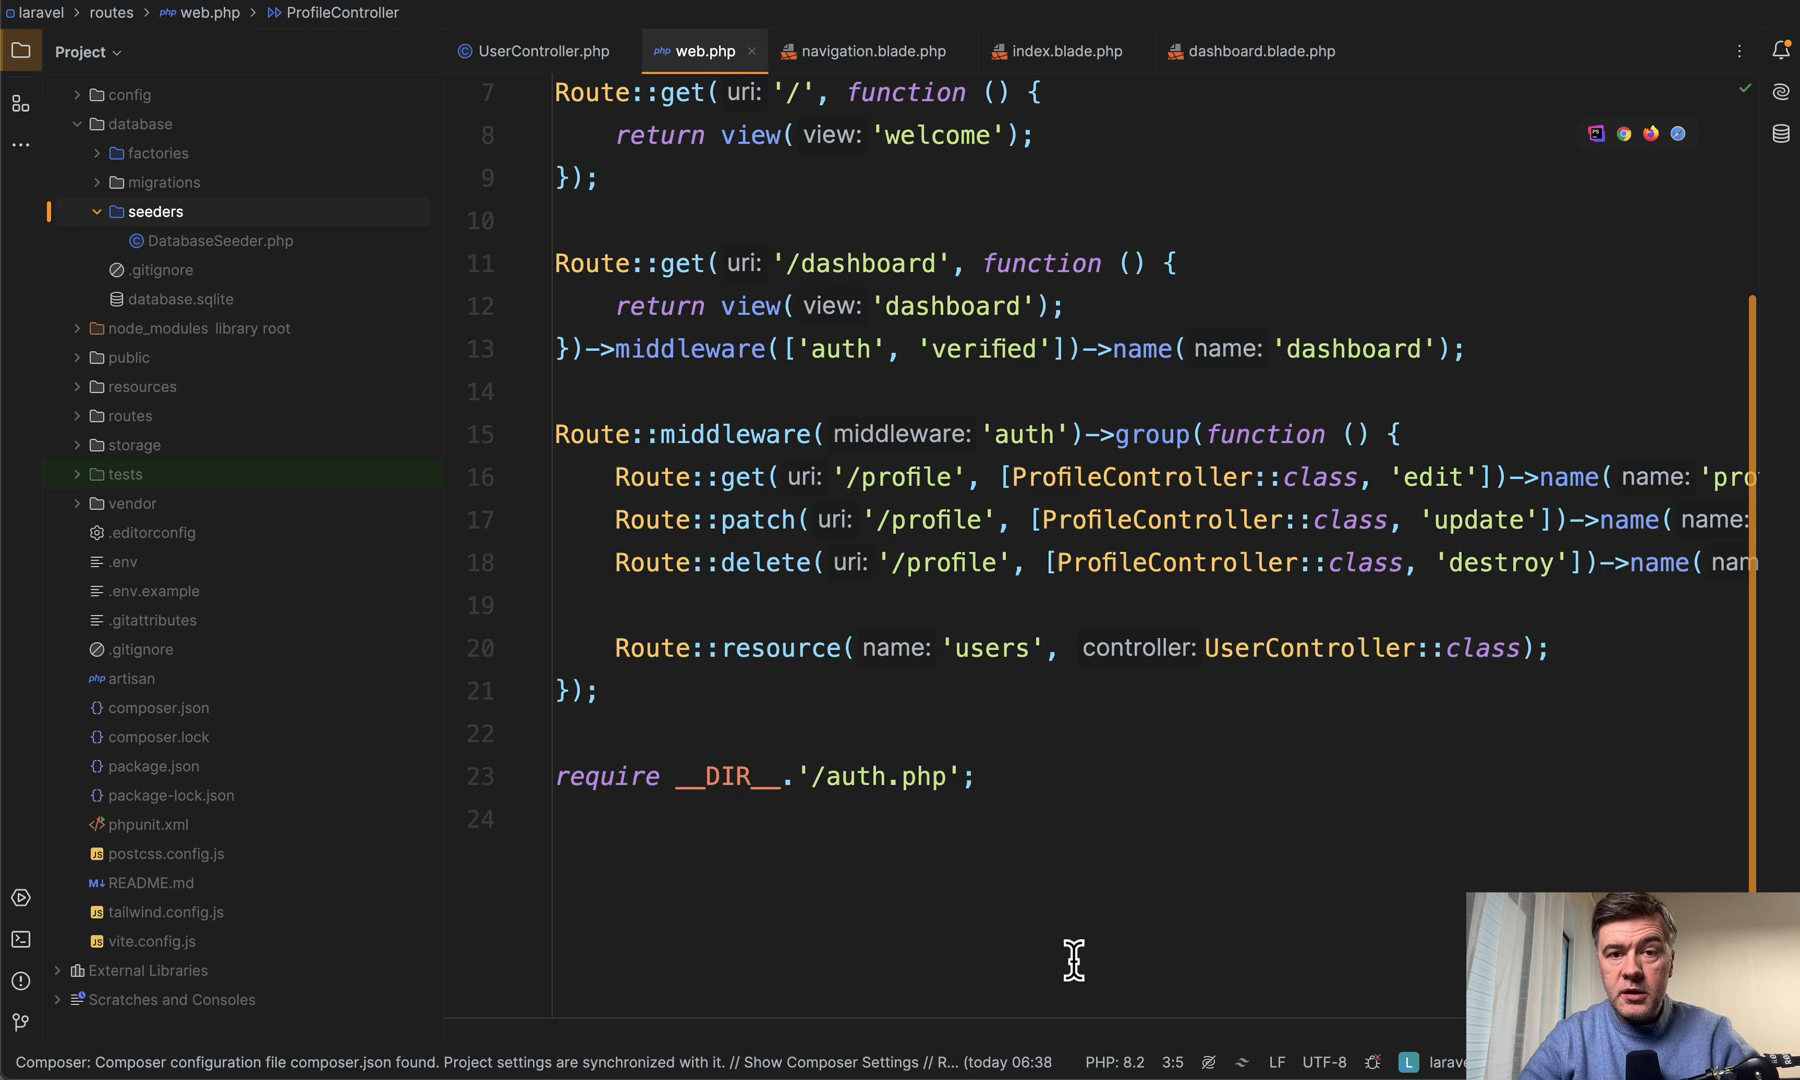 laravel > routes > php web.php > ProfileController
Project
UserController.php
php web.php
navigation.blade.php
index.blade.php
dashboard.blade.php
config
database
factories
migrations
seeders
DatabaseSeeder.php
.gitignore
database.sqlite
node_modules library root
public
resources
routes
storage
tests
vendor
.editorconfig
.env
.env.example
.gitattributes
.gitignore
php artisan
{} composer.json
{} composer.lock
{} package.json
{} package-lock.json
phpunit.xml
JS postcss.config.js
M↓ README.md
JS tailwind.config.js
JS vite.config.js
External Libraries
Scratches and Consoles
7 Route::get( uri: '/', function () {
8 return view( view: 'welcome');
9 });
10
11 Route::get( uri: '/dashboard', function () {
12 return view( view: 'dashboard');
13 })->middleware(['auth', 'verified'])->name( name: 'dashboard');
14
15 Route::middleware( middleware: 'auth')->group(function () {
16 Route::get( uri: '/profile', [ProfileController::class, 'edit'])->name( name: 'pro
17 Route::patch( uri: '/profile', [ProfileController::class, 'update'])->name( name:
18 Route::delete( uri: '/profile', [ProfileController::class, 'destroy'])->name( nam
19
20 Route::resource( name: 'users', controller: UserController::class);
21 });
22
23 require __DIR__.'/auth.php';
24
Composer: Composer configuration file composer.json found. Project settings are synchronized with it. // Show Composer Settings // R... (today 06:38
PHP: 8.2
3:5
LF
UTF-8
L
larave